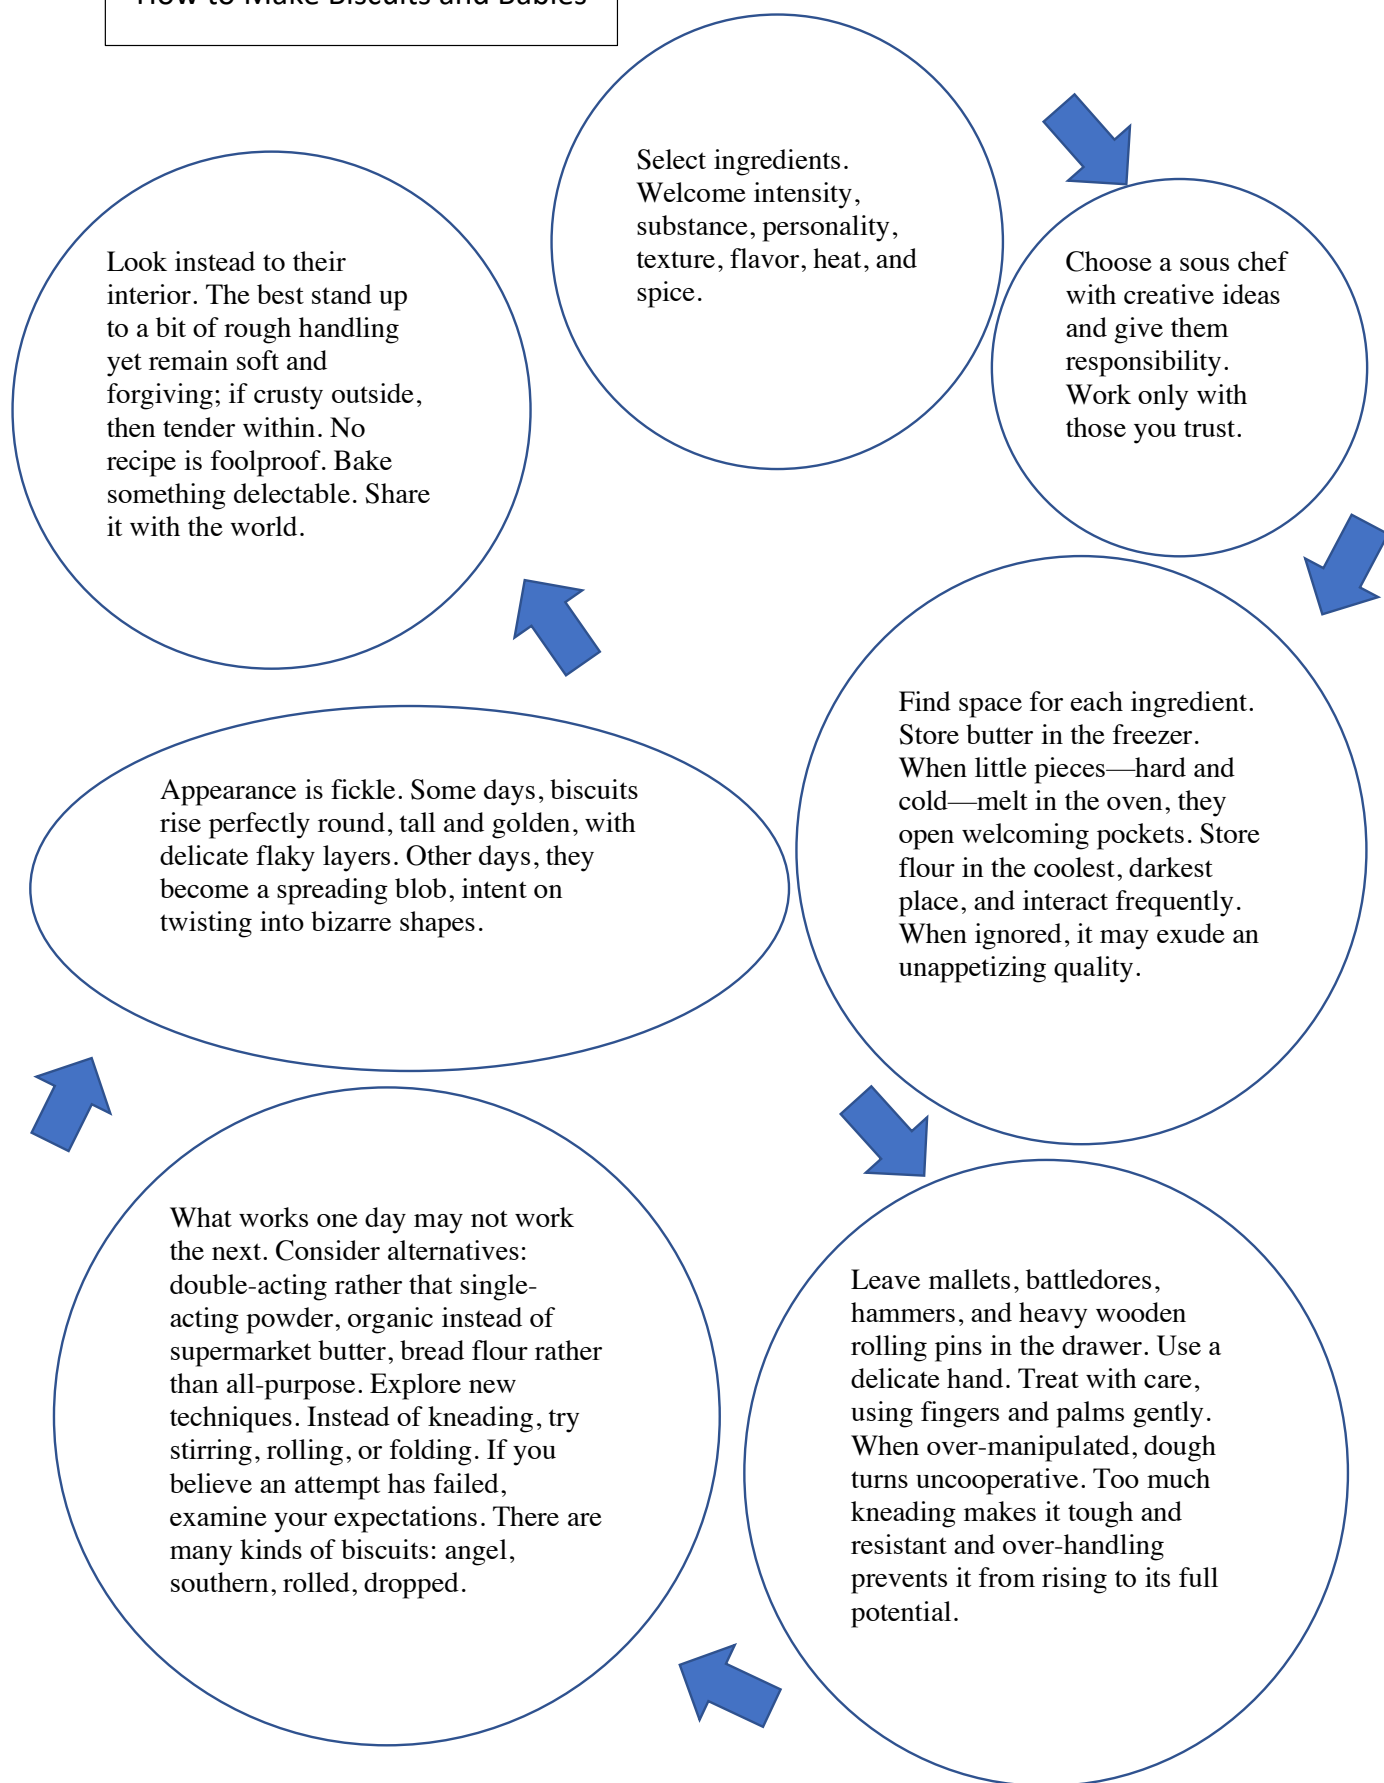 How to Make Biscuits and Babies
Select ingredients.
Welcome intensity,
substance, personality,
texture, flavor, heat, and
spice.
Choose a sous chef
with creative ideas
and give them
responsibility.
Work only with
those you trust.
Find space for each ingredient.
Store butter in the freezer.
When little pieces—hard and
cold—melt in the oven, they
open welcoming pockets. Store
flour in the coolest, darkest
place, and interact frequently.
When ignored, it may exude an
unappetizing quality.
Leave mallets, battledores,
hammers, and heavy wooden
rolling pins in the drawer. Use a
delicate hand. Treat with care,
using fingers and palms gently.
When over-manipulated, dough
turns uncooperative. Too much
kneading makes it tough and
resistant and over-handling
prevents it from rising to its full
potential.
What works one day may not work
the next. Consider alternatives:
double-acting rather that single-
acting powder, organic instead of
supermarket butter, bread flour rather
than all-purpose. Explore new
techniques. Instead of kneading, try
stirring, rolling, or folding. If you
believe an attempt has failed,
examine your expectations. There are
many kinds of biscuits: angel,
southern, rolled, dropped.
Appearance is fickle. Some days, biscuits
rise perfectly round, tall and golden, with
delicate flaky layers. Other days, they
become a spreading blob, intent on
twisting into bizarre shapes.
Look instead to their
interior. The best stand up
to a bit of rough handling
yet remain soft and
forgiving; if crusty outside,
then tender within. No
recipe is foolproof. Bake
something delectable. Share
it with the world.